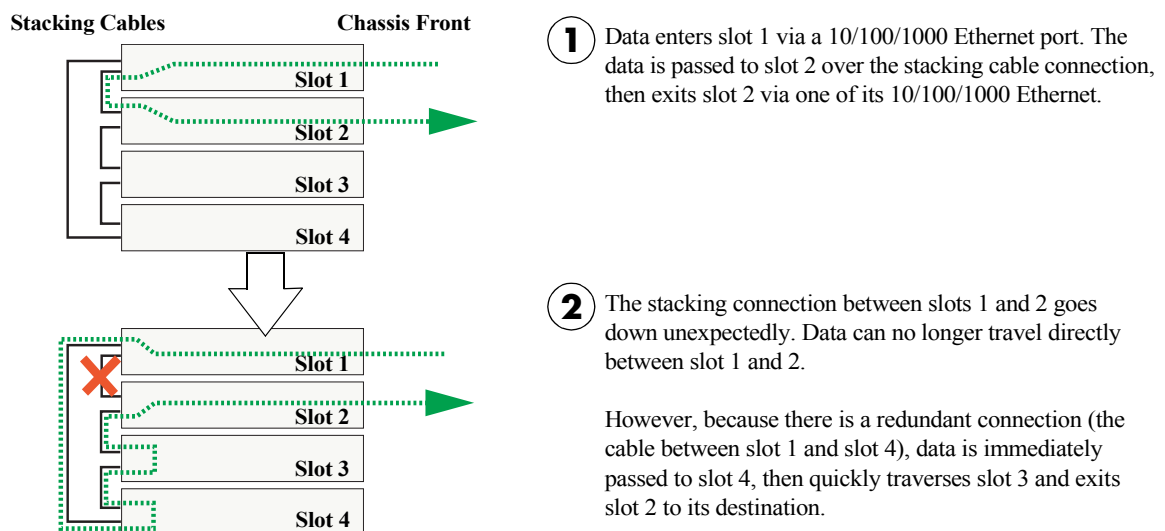 Stacking Cables
Chassis Front
Slot 1
Slot 2
Slot 3
Slot 4
1
Data enters slot 1 via a 10/100/1000 Ethernet port. The
data is passed to slot 2 over the stacking cable connection,
then exits slot 2 via one of its 10/100/1000 Ethernet.
Slot 1
Slot 2
Slot 3
Slot 4
2
The stacking connection between slots 1 and 2 goes
down unexpectedly. Data can no longer travel directly
between slot 1 and 2.
However, because there is a redundant connection (the
cable between slot 1 and slot 4), data is immediately
passed to slot 4, then quickly traverses slot 3 and exits
slot 2 to its destination.